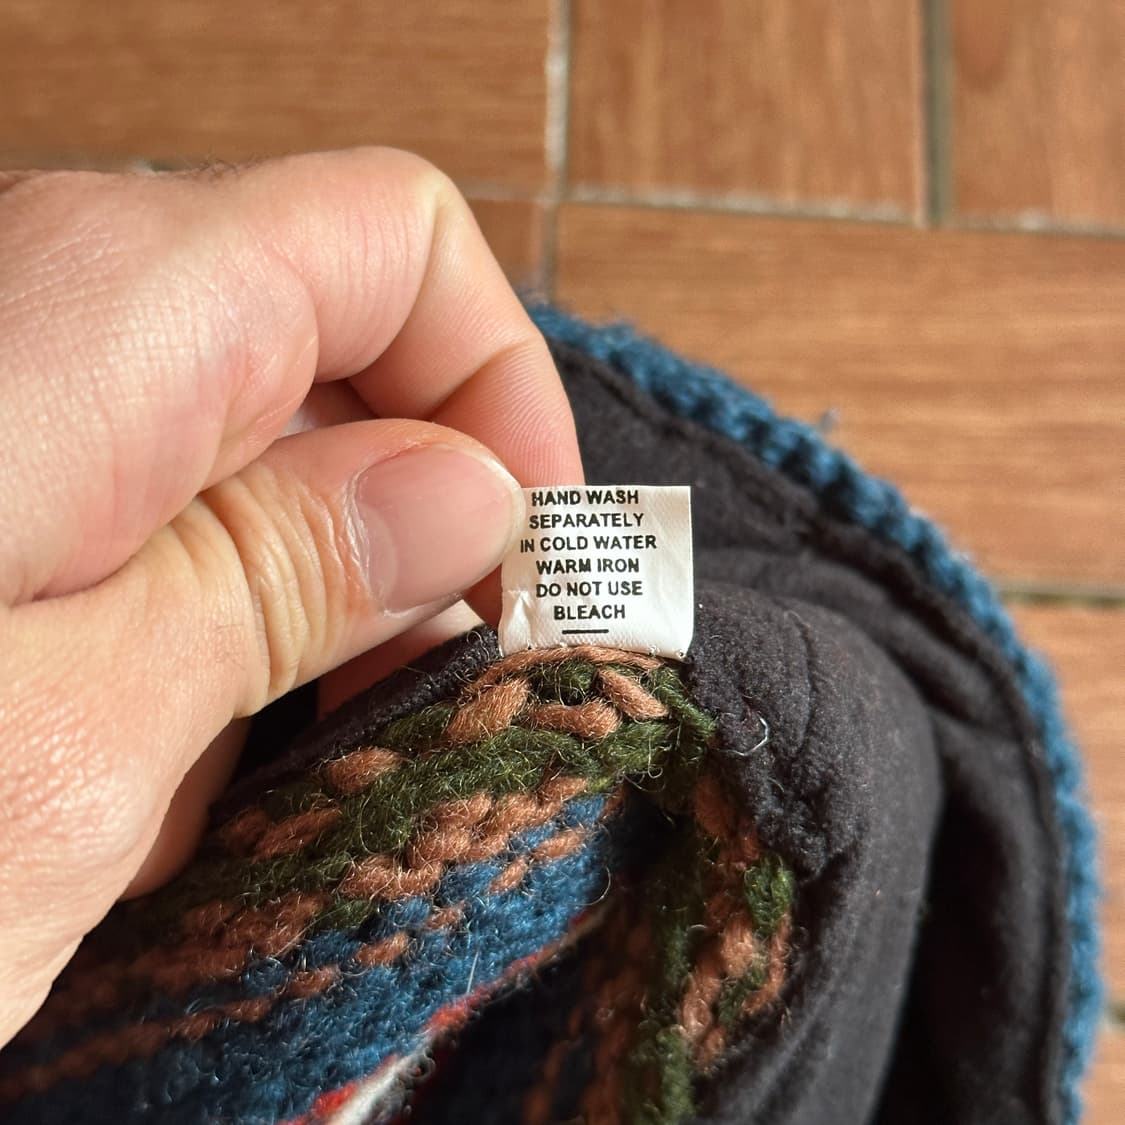 HAND WASH
SEPARATELY
IN COLD WATER
WARM IRON
DO NOT USE
BLEACH